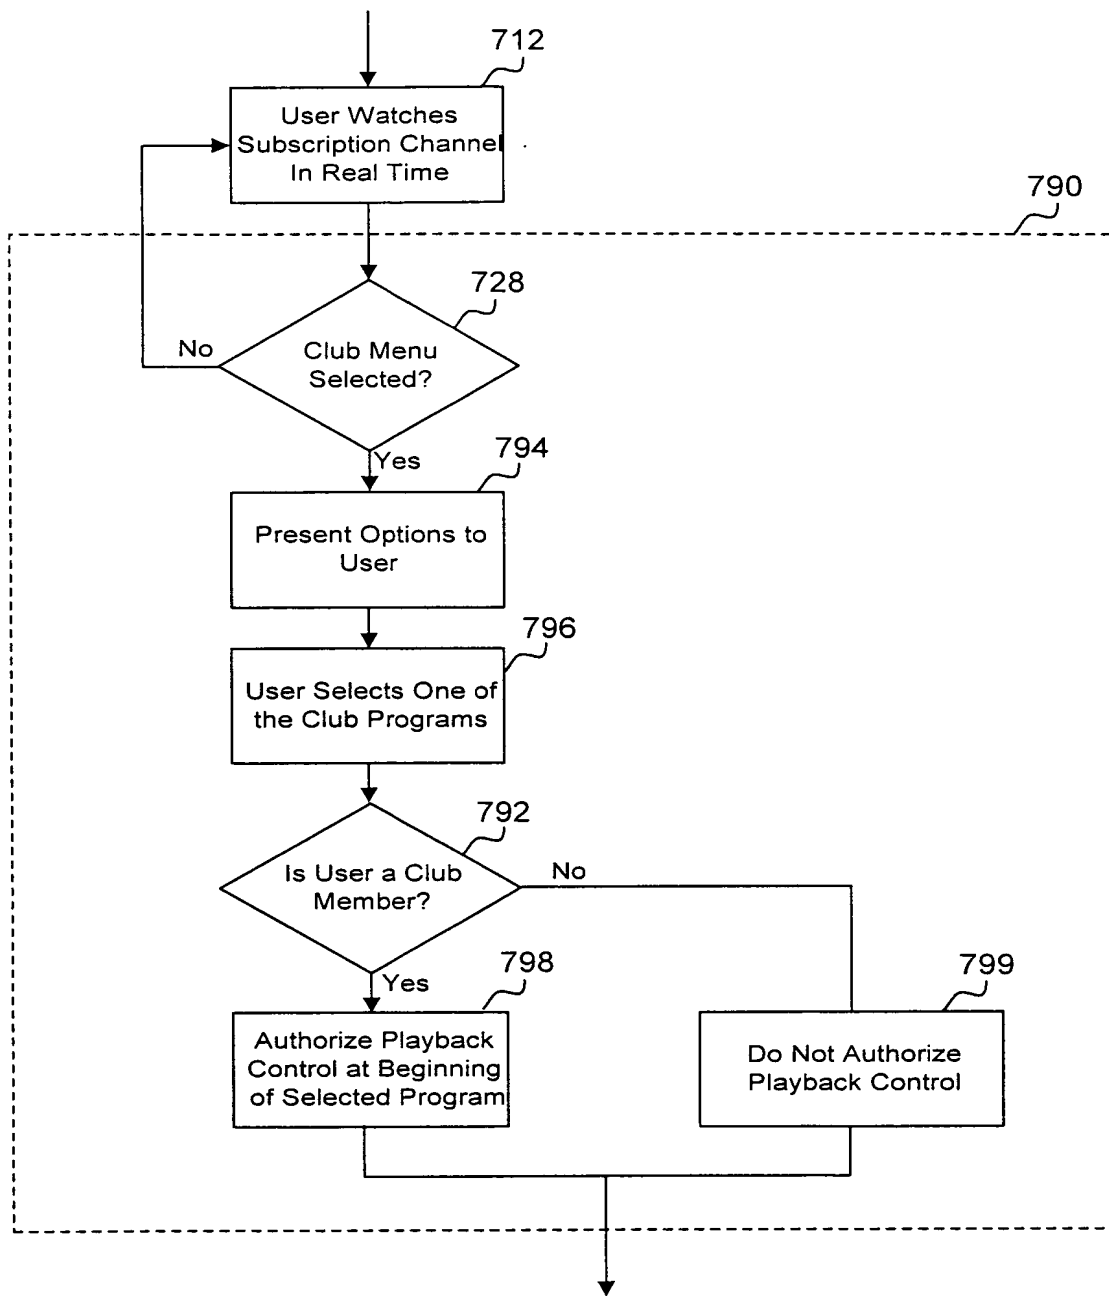 712
User Watches
Subscription Channel
In Real Time
790
728
No
Club Menu
Selected?
Yes
794
Present Options to
User
796
User Selects One of
the Club Programs
792
Is User a Club
Member?
No
Yes
798
799
Authorize Playback
Control at Beginning
of Selected Program
Do Not Authorize
Playback Control